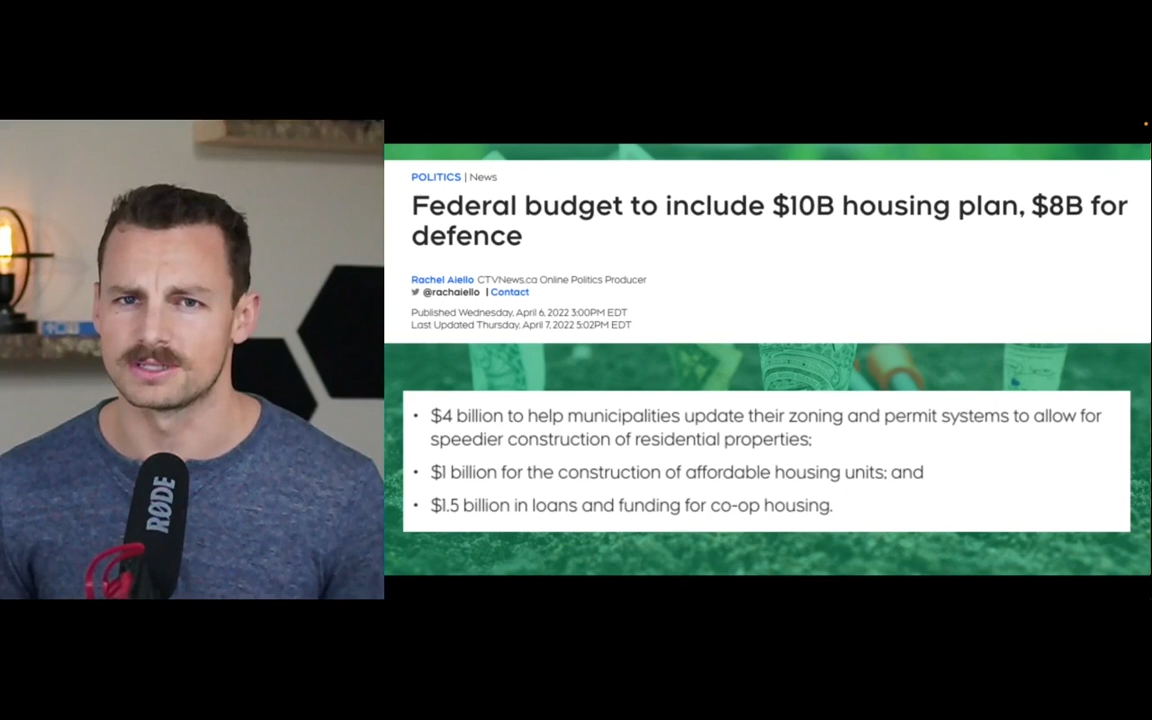 POLITICS | News
Federal budget to include $10B housing plan, $8B for
defence
Rachel Aiello CTVNews.ca Online Politics Producer
@rachaiello | Contact
Published Wednesday, April 6, 2022 3:00PM EDT
Last Updated Thursday, April 7, 2022 5:02PM EDT
• $4 billion to help municipalities update their zoning and permit systems to allow for
speedier construction of residential properties;
• $1 billion for the construction of affordable housing units; and
• $1.5 billion in loans and funding for co-op housing.
RØDE